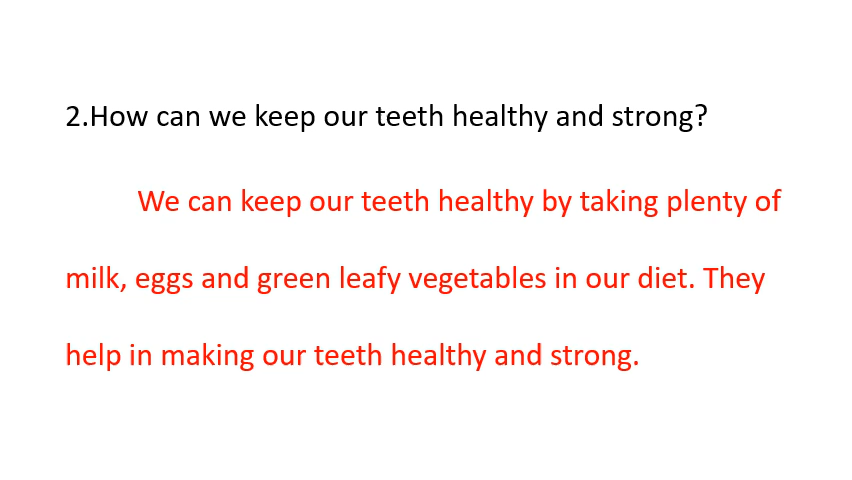 2.How can we keep our teeth healthy and strong?
We can keep our teeth healthy by taking plenty of
milk, eggs and green leafy vegetables in our diet. They
help in making our teeth healthy and strong.